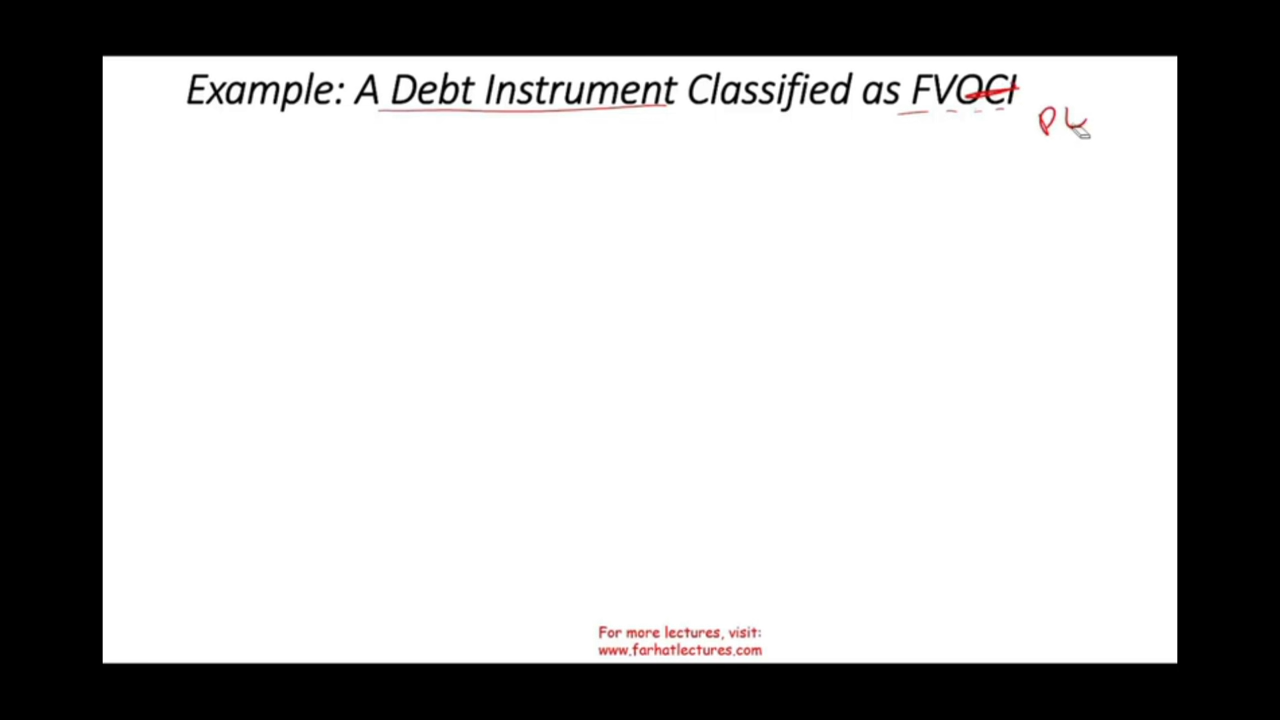 Example: A Debt Instrument Classified as FVOCI
PL
For more lectures, visit:
www.farhatlectures.com